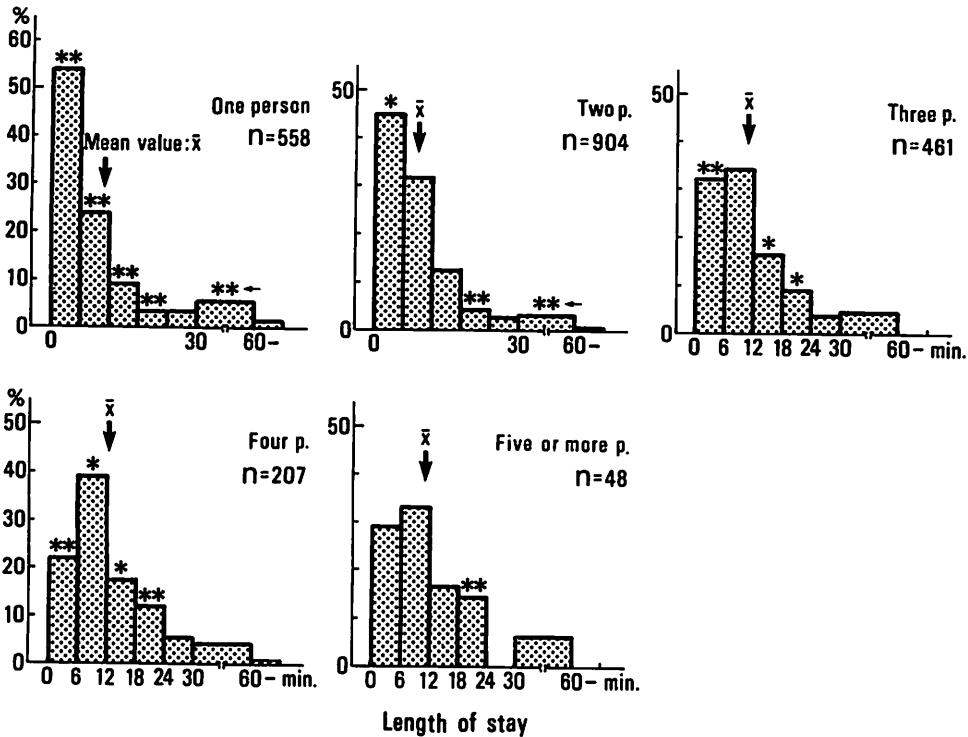 %
60
50
40
30
20
10
0
** ** ** ** **←
One person
n=558
Mean value: x̄
0 30 60−
50
0
* ** **←
x̄
Two p.
n=904
0 30 60−
50
0
** * *
x̄
Three p.
n=461
0 6 12 18 24 30 60− min.
%
50
40
30
20
10
0
** * * **
x̄
Four p.
n=207
0 6 12 18 24 30 60− min.
50
0
**
x̄
Five or more p.
n=48
0 6 12 18 24 30 60− min.
Length of stay